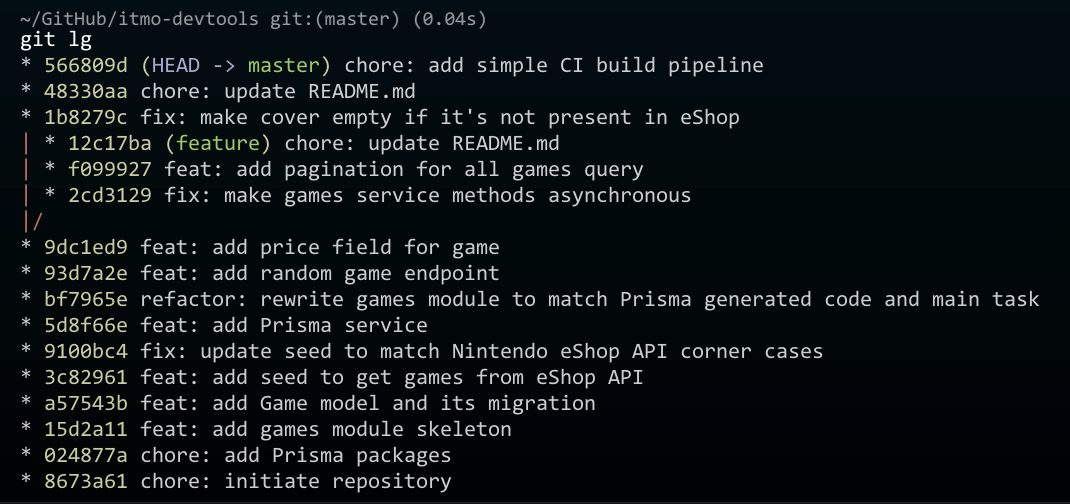 ~/GitHub/itmo-devtools git:(master) (0.04s)
git lg
* 566809d (HEAD -> master) chore: add simple CI build pipeline
* 48330aa chore: update README.md
* 1b8279c fix: make cover empty if it's not present in eShop
| * 12c17ba (feature) chore: update README.md
| * f099927 feat: add pagination for all games query
| * 2cd3129 fix: make games service methods asynchronous
|/
* 9dc1ed9 feat: add price field for game
* 93d7a2e feat: add random game endpoint
* bf7965e refactor: rewrite games module to match Prisma generated code and main task
* 5d8f66e feat: add Prisma service
* 9100bc4 fix: update seed to match Nintendo eShop API corner cases
* 3c82961 feat: add seed to get games from eShop API
* a57543b feat: add Game model and its migration
* 15d2a11 feat: add games module skeleton
* 024877a chore: add Prisma packages
* 8673a61 chore: initiate repository